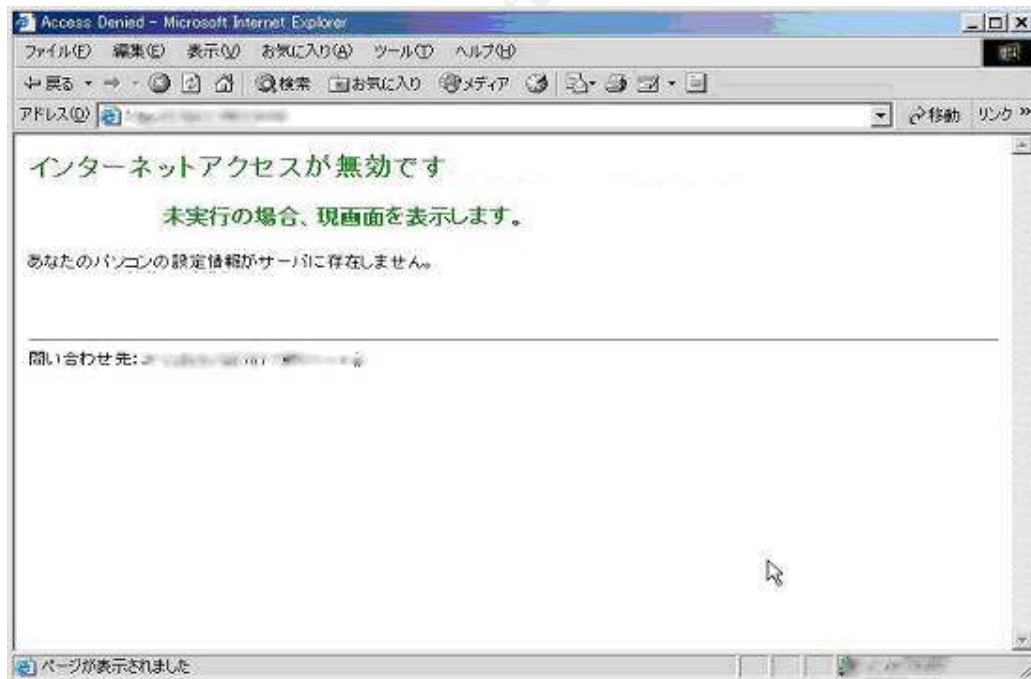 Access Denied - Microsoft Internet Explorer
ファイル(F) 編集(E) 表示(V) お気に入り(A) ツール(T) ヘルプ(H)
戻る 検索 お気に入り メディア
アドレス(D) 移動 リンク »
インターネットアクセスが無効です
未実行の場合、現画面を表示します。
あなたのパソコンの設定情報がサーバに存在しません。
問い合わせ先:
ページが表示されました